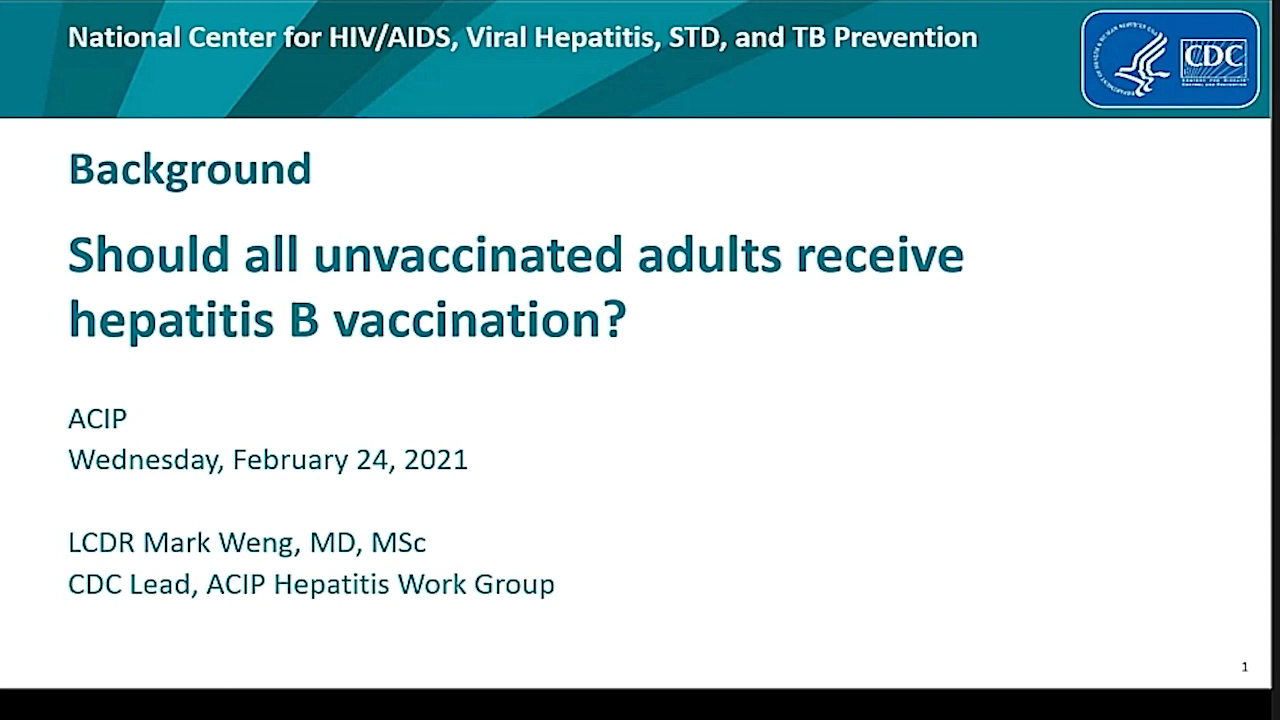 National Center for HIV/AIDS, Viral Hepatitis, STD, and TB Prevention
CDC
Background
Should all unvaccinated adults receive
hepatitis B vaccination?
ACIP
Wednesday, February 24, 2021
LCDR Mark Weng, MD, MSc
CDC Lead, ACIP Hepatitis Work Group
1